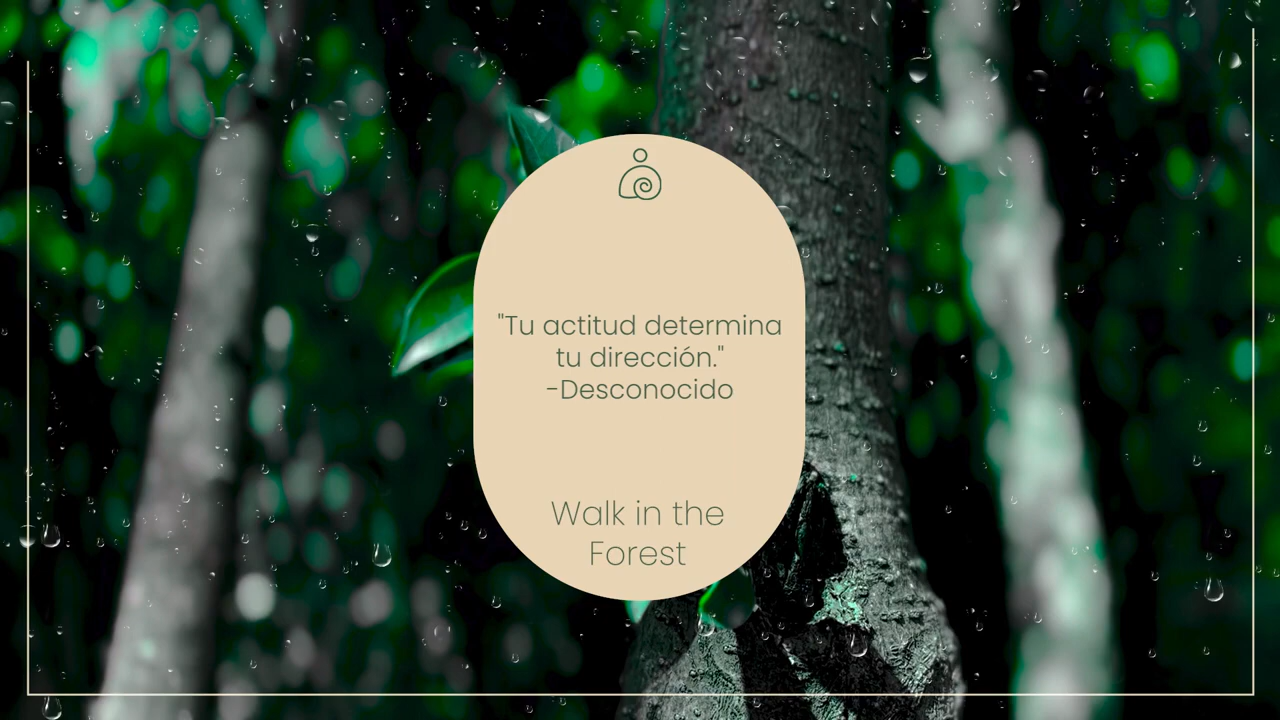 "Tu actitud determina
tu dirección."
-Desconocido
Walk in the
Forest